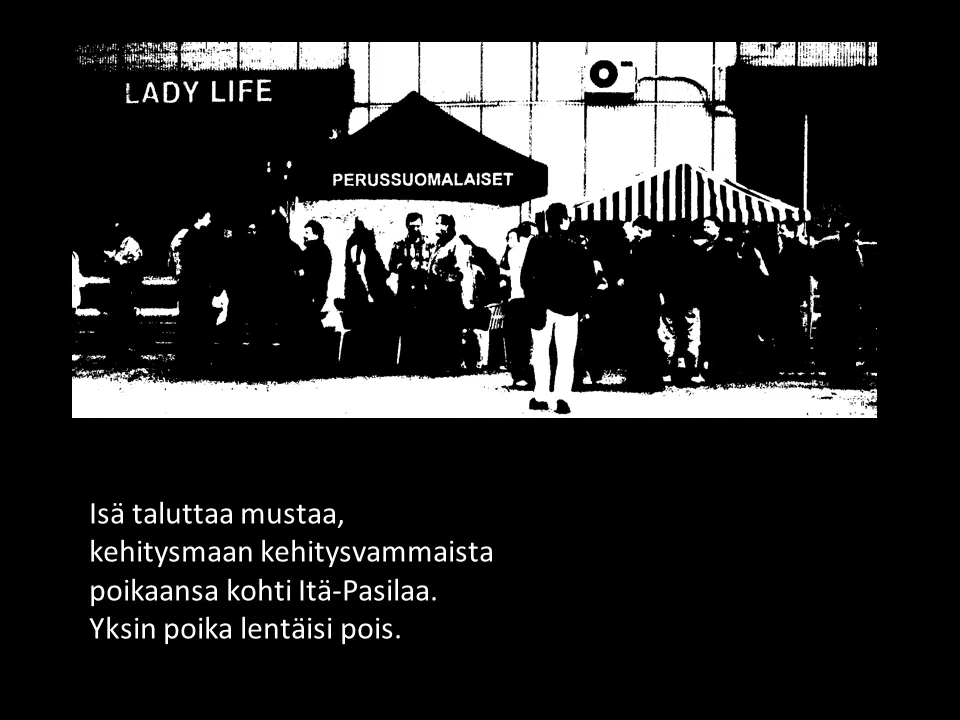 LADY LIFE
PERUSSUOMALAISET
Isä taluttaa mustaa,
kehitysmaan kehitysvammaista
poikaansa kohti Itä-Pasilaa.
Yksin poika lentäisi pois.